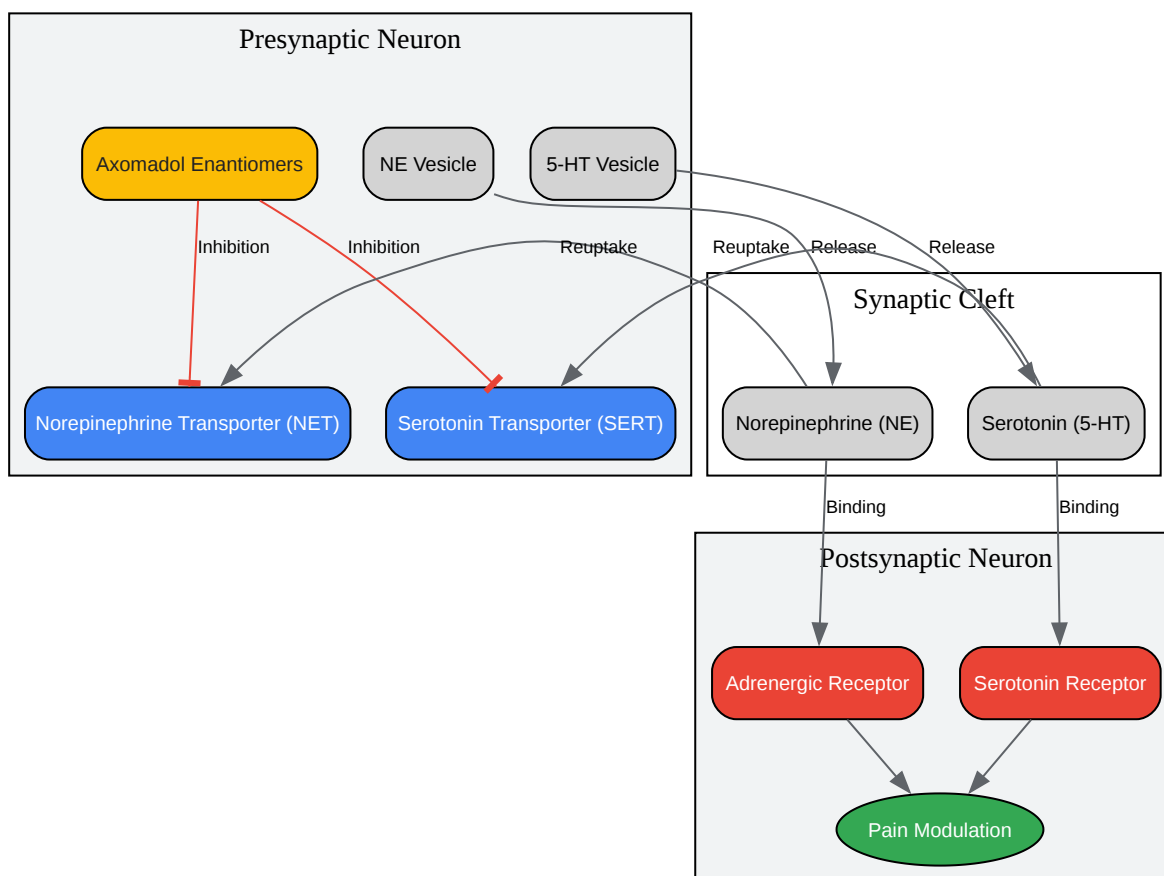 Presynaptic Neuron
Axomadol Enantiomers
NE Vesicle
5-HT Vesicle
Inhibition
Inhibition
Reuptake
Reuptake
Release
Release
Synaptic Cleft
Norepinephrine Transporter (NET)
Serotonin Transporter (SERT)
Norepinephrine (NE)
Serotonin (5-HT)
Binding
Binding
Postsynaptic Neuron
Adrenergic Receptor
Serotonin Receptor
Pain Modulation